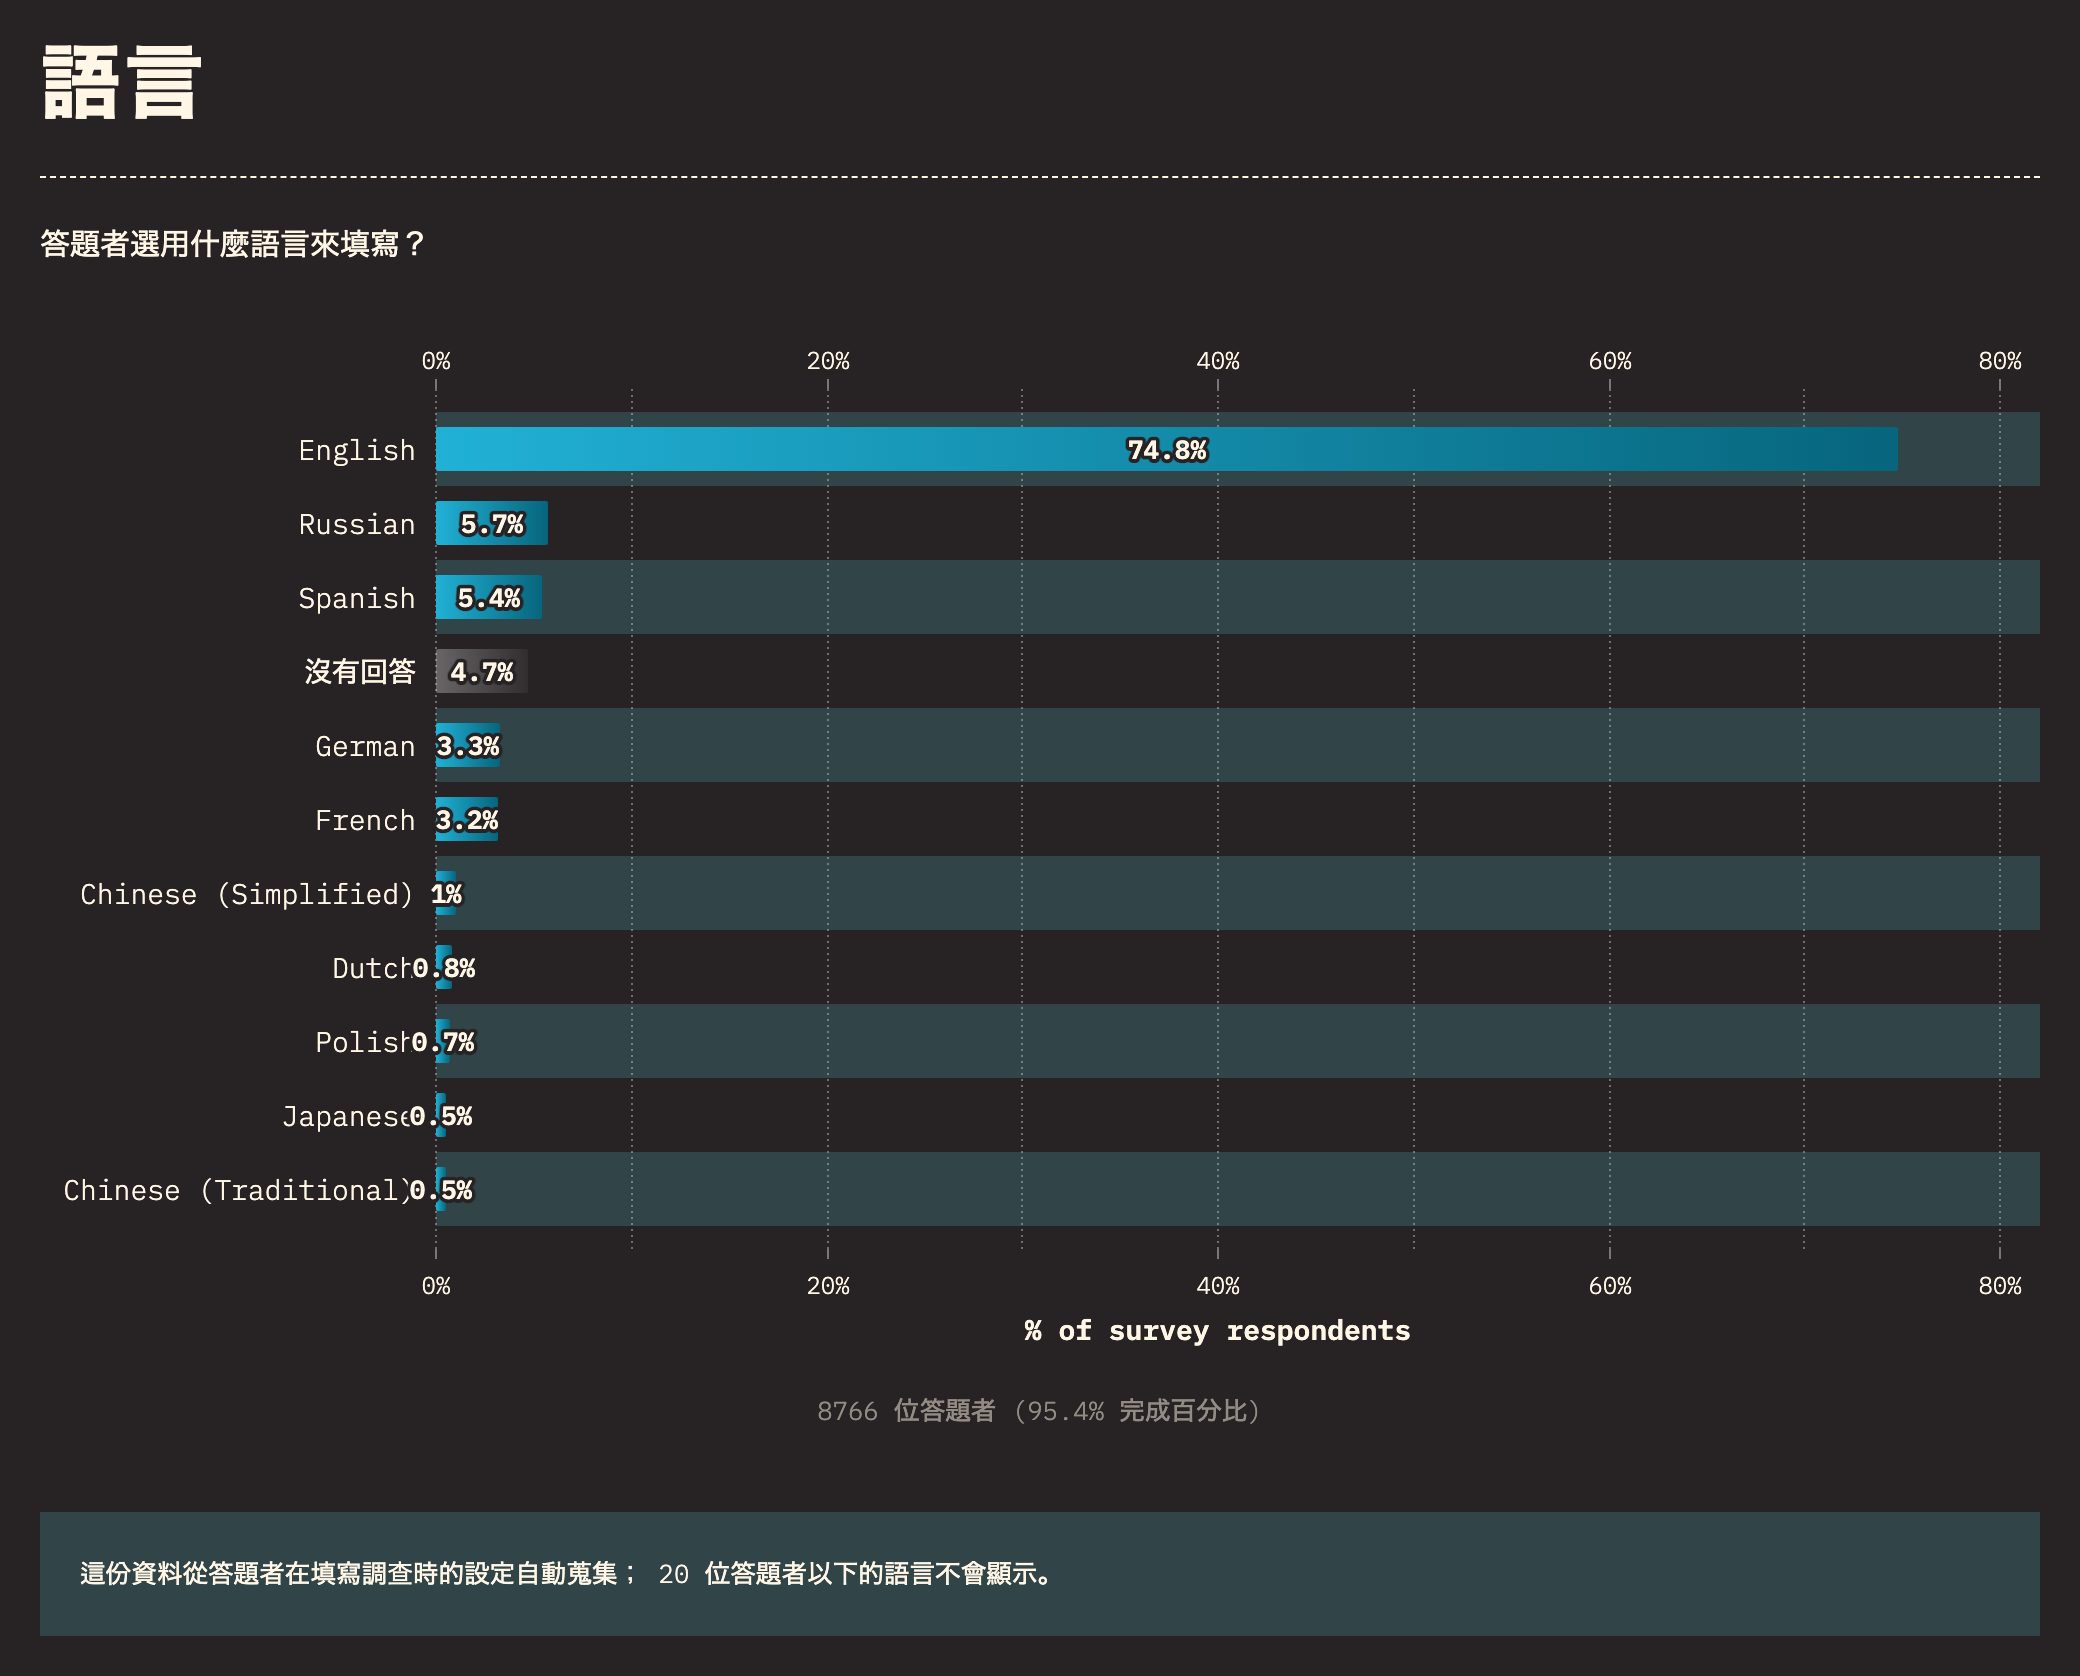 語言
答題者選用什麼語言來填寫？
0% 20% 40% 60% 80%
English 74.8%
Russian 5.7%
Spanish 5.4%
沒有回答 4.7%
German 3.3%
French 3.2%
Chinese (Simplified) 1%
Dutch 0.8%
Polish 0.7%
Japanese 0.5%
Chinese (Traditional) 0.5%
0% 20% 40% 60% 80%
% of survey respondents
8766 位答題者 (95.4% 完成百分比)
這份資料從答題者在填寫調查時的設定自動蒐集； 20 位答題者以下的語言不會顯示。